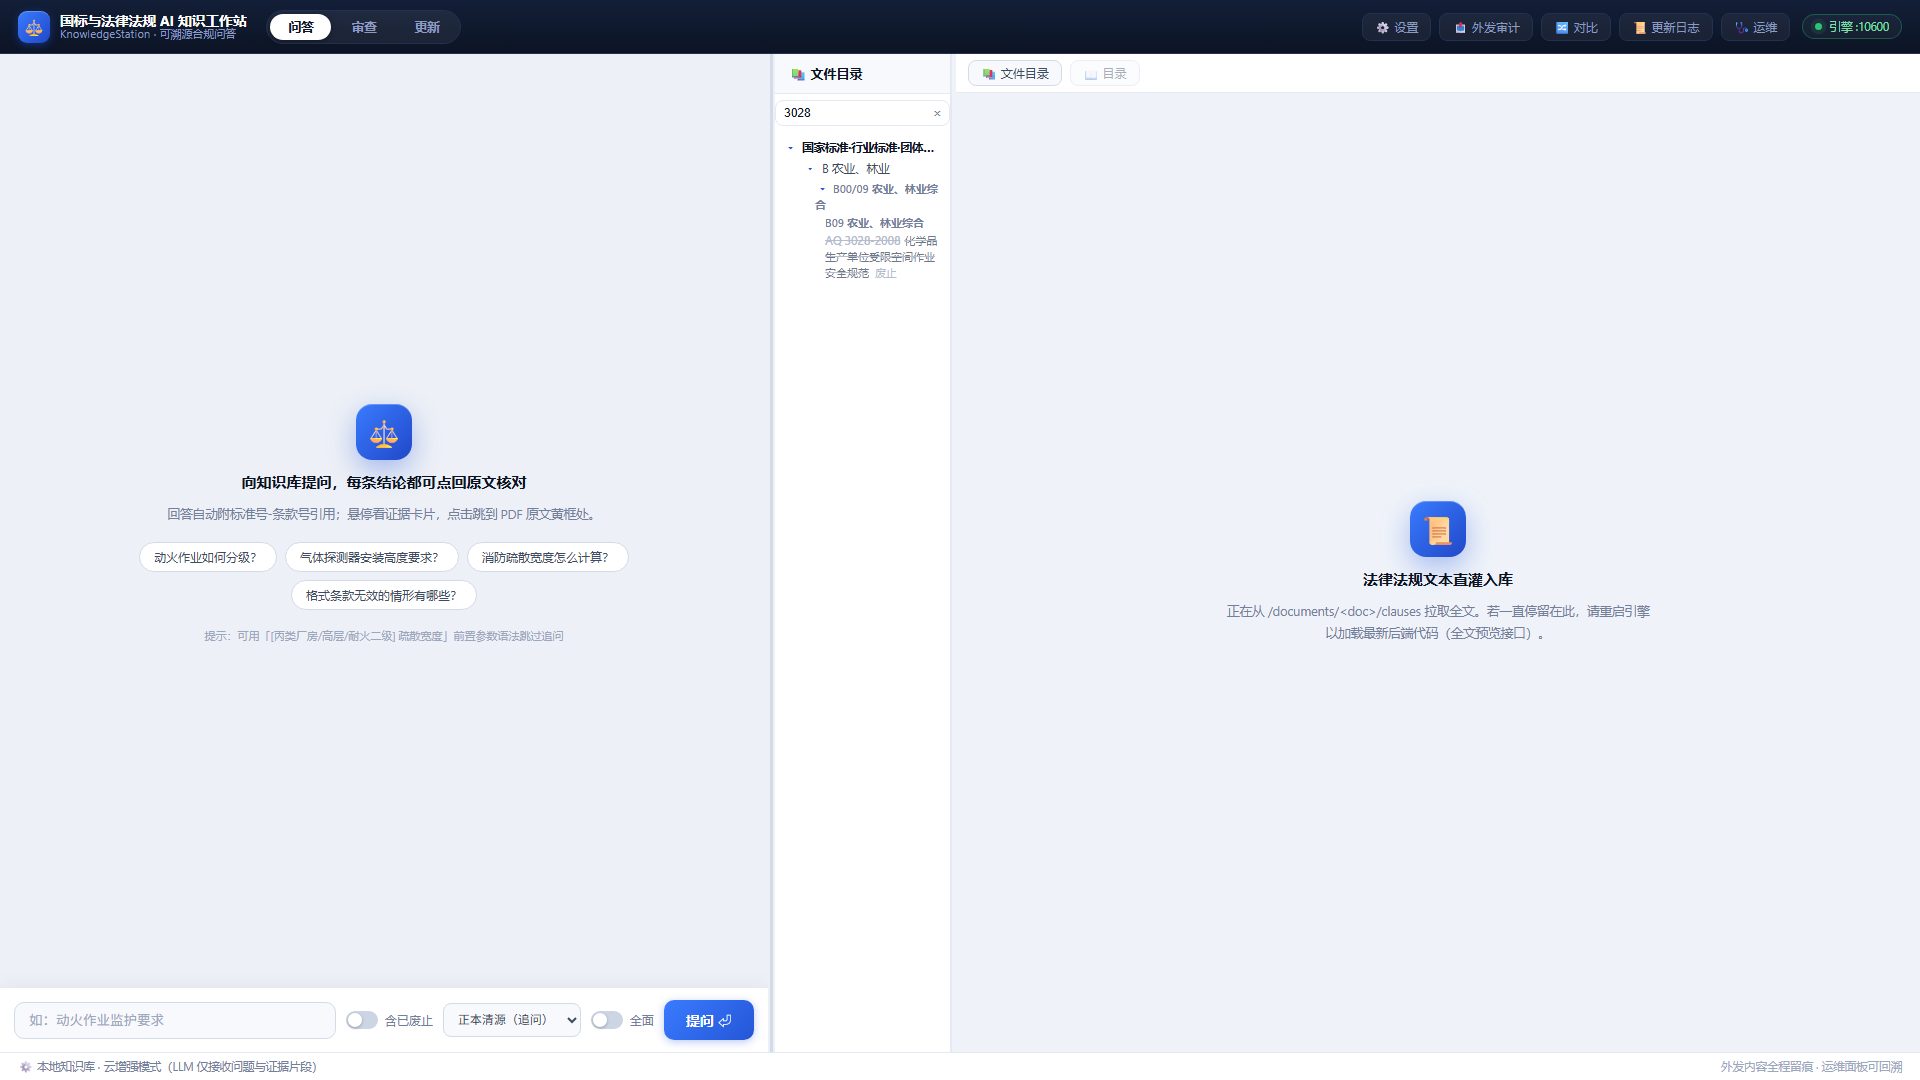 国标与法律法规 AI 知识工作站
KnowledgeStation · 可溯源合规问答
问答
审查
更新
设置
外发审计
对比
更新日志
运维
引擎 :10600
文件目录
3028
×
国家标准·行业标准·团体...
B 农业、林业
B00/09 农业、林业综
合
B09 农业、林业综合
AQ 3028-2008 化学品
生产单位受限空间作业
安全规范 废止
文件目录
目录
向知识库提问，每条结论都可点回原文核对
回答自动附标准号-条款号引用；悬停看证据卡片，点击跳到 PDF 原文黄框处。
动火作业如何分级？
气体探测器安装高度要求？
消防疏散宽度怎么计算？
格式条款无效的情形有哪些？
提示：可用「[丙类厂房/高层/耐火二级] 疏散宽度」前置参数语法跳过追问
法律法规文本直灌入库
正在从 /documents/<doc>/clauses 拉取全文。若一直停留在此，请重启引擎
以加载最新后端代码（全文预览接口）。
如：动火作业监护要求
含已废止
正本清源（追问）
全面
提问
本地知识库 · 云增强模式（LLM 仅接收问题与证据片段）
外发内容全程留痕 · 运维面板可回溯